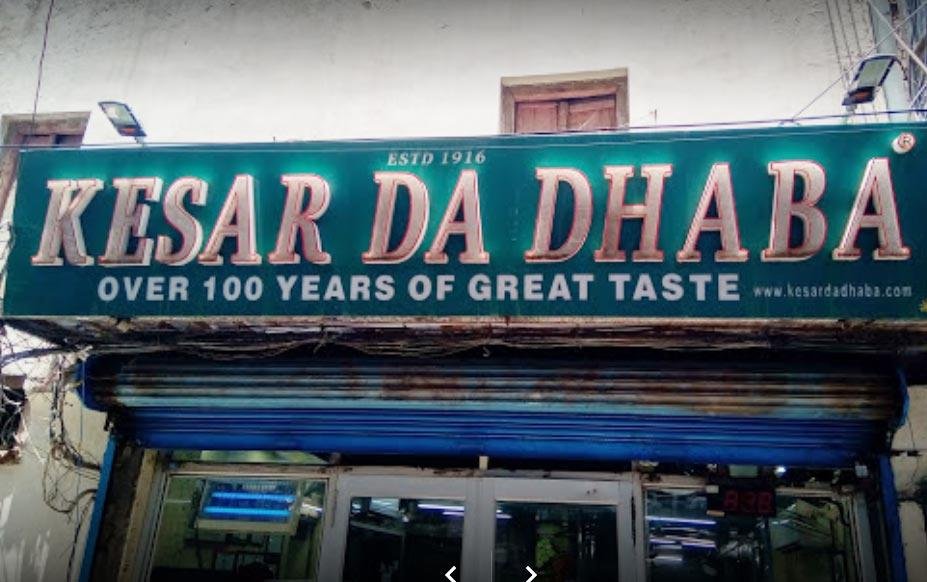 ESTD 1916
KESAR DA DHABA ®
OVER 100 YEARS OF GREAT TASTE www.kesardadhaba.com